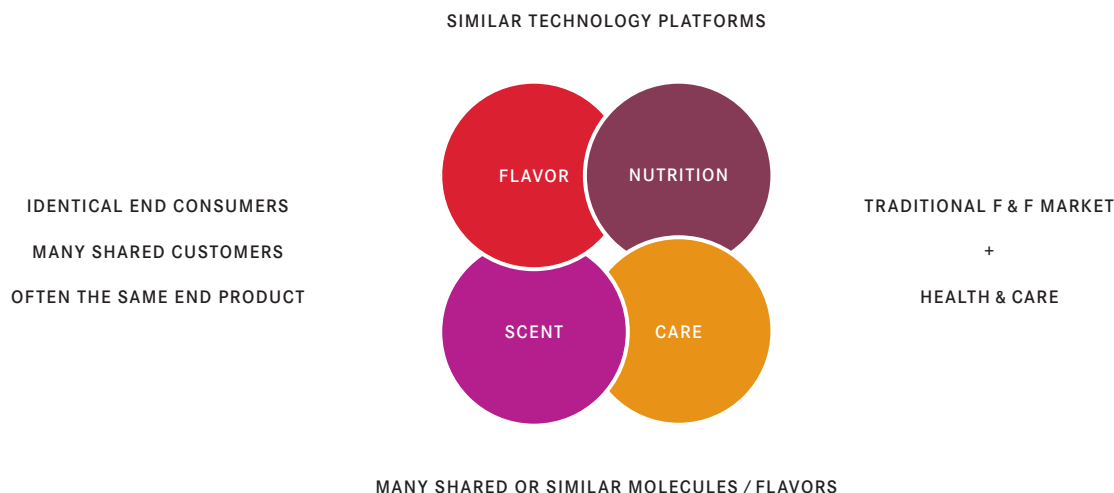 SIMILAR TECHNOLOGY PLATFORMS
FLAVOR
NUTRITION
IDENTICAL END CONSUMERS
MANY SHARED CUSTOMERS
OFTEN THE SAME END PRODUCT
TRADITIONAL F & F MARKET
+
HEALTH & CARE
SCENT
CARE
MANY SHARED OR SIMILAR MOLECULES / FLAVORS